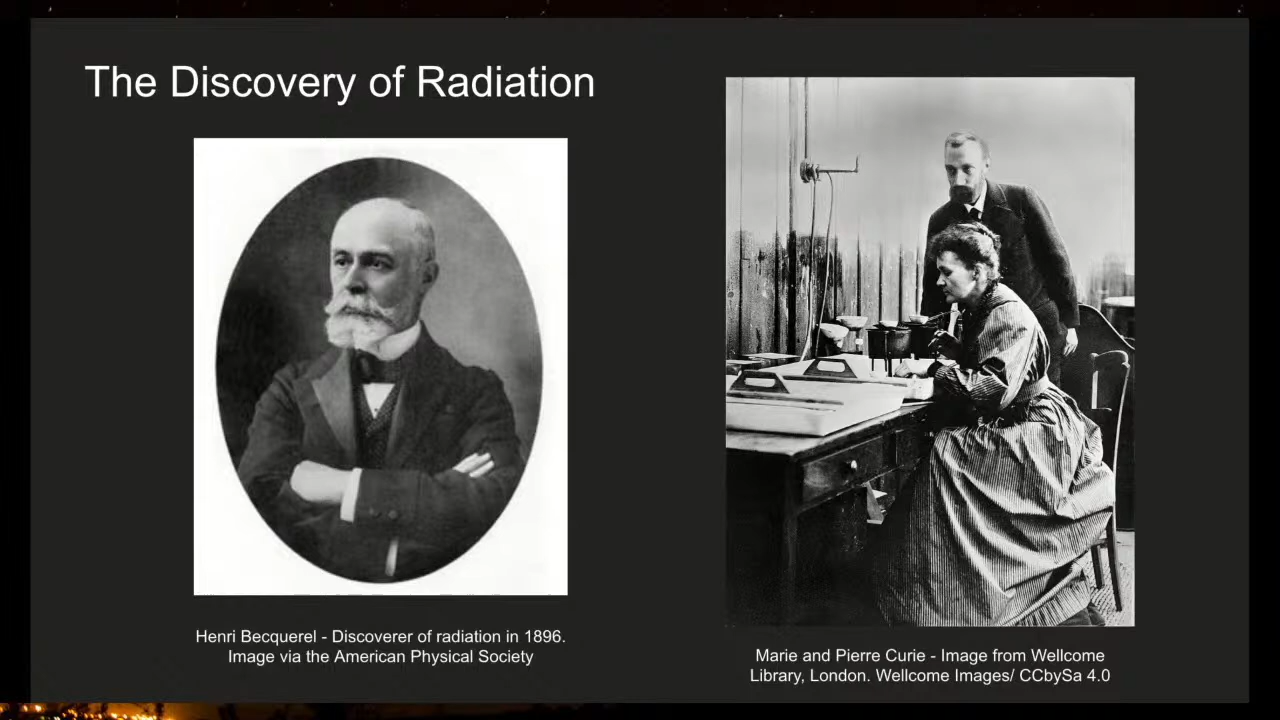 The Discovery of Radiation
Henri Becquerel - Discoverer of radiation in 1896.
Image via the American Physical Society
Marie and Pierre Curie - Image from Wellcome
Library, London. Wellcome Images/ CCbySa 4.0